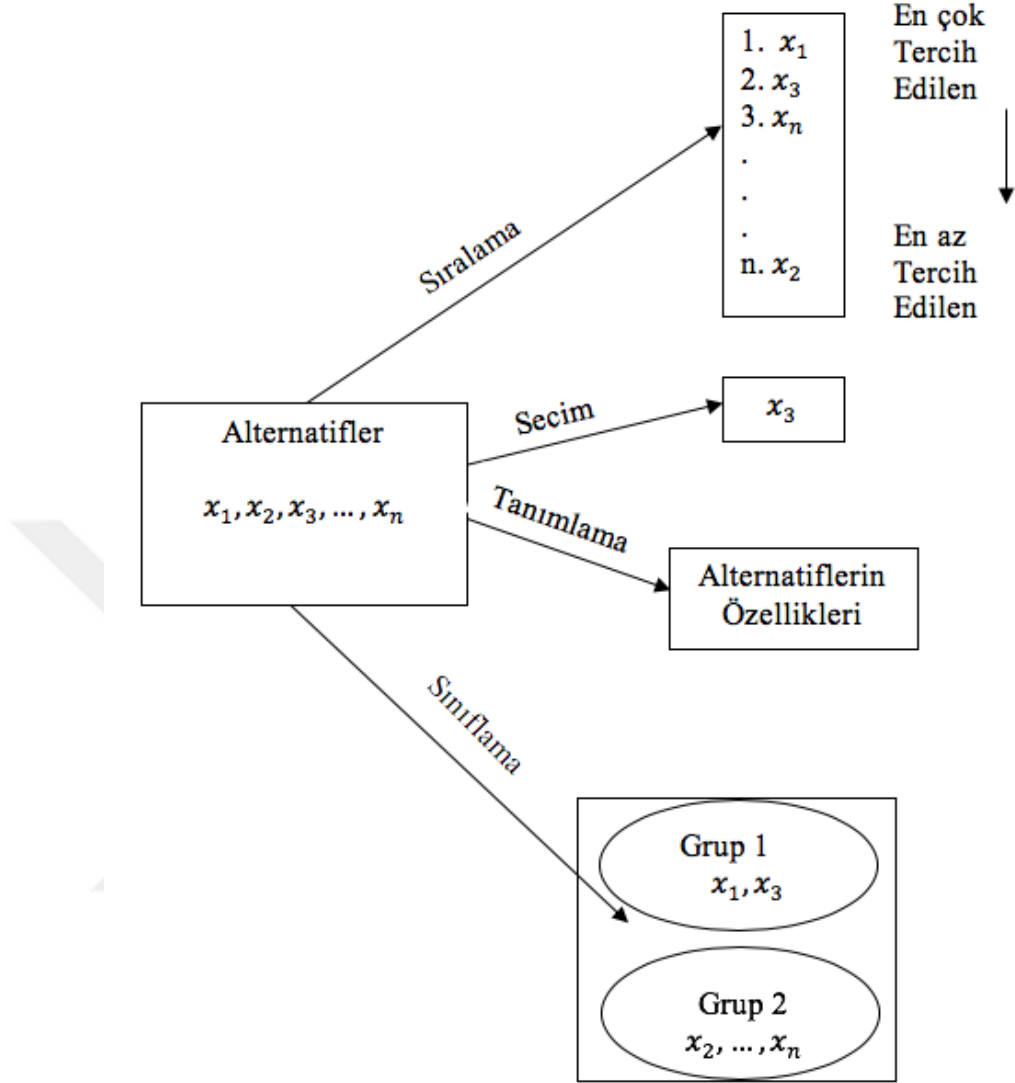 En çok
Tercih
Edilen
1. x₁
2. x₃
3. xₙ
.
.
.
n. x₂
En az
Tercih
Edilen
Sıralama
Secim
x₃
Alternatifler
x₁, x₂, x₃, …, xₙ
Tanımlama
Alternatiflerin
Özellikleri
Sınıflama
Grup 1
x₁, x₃
Grup 2
x₂, …, xₙ